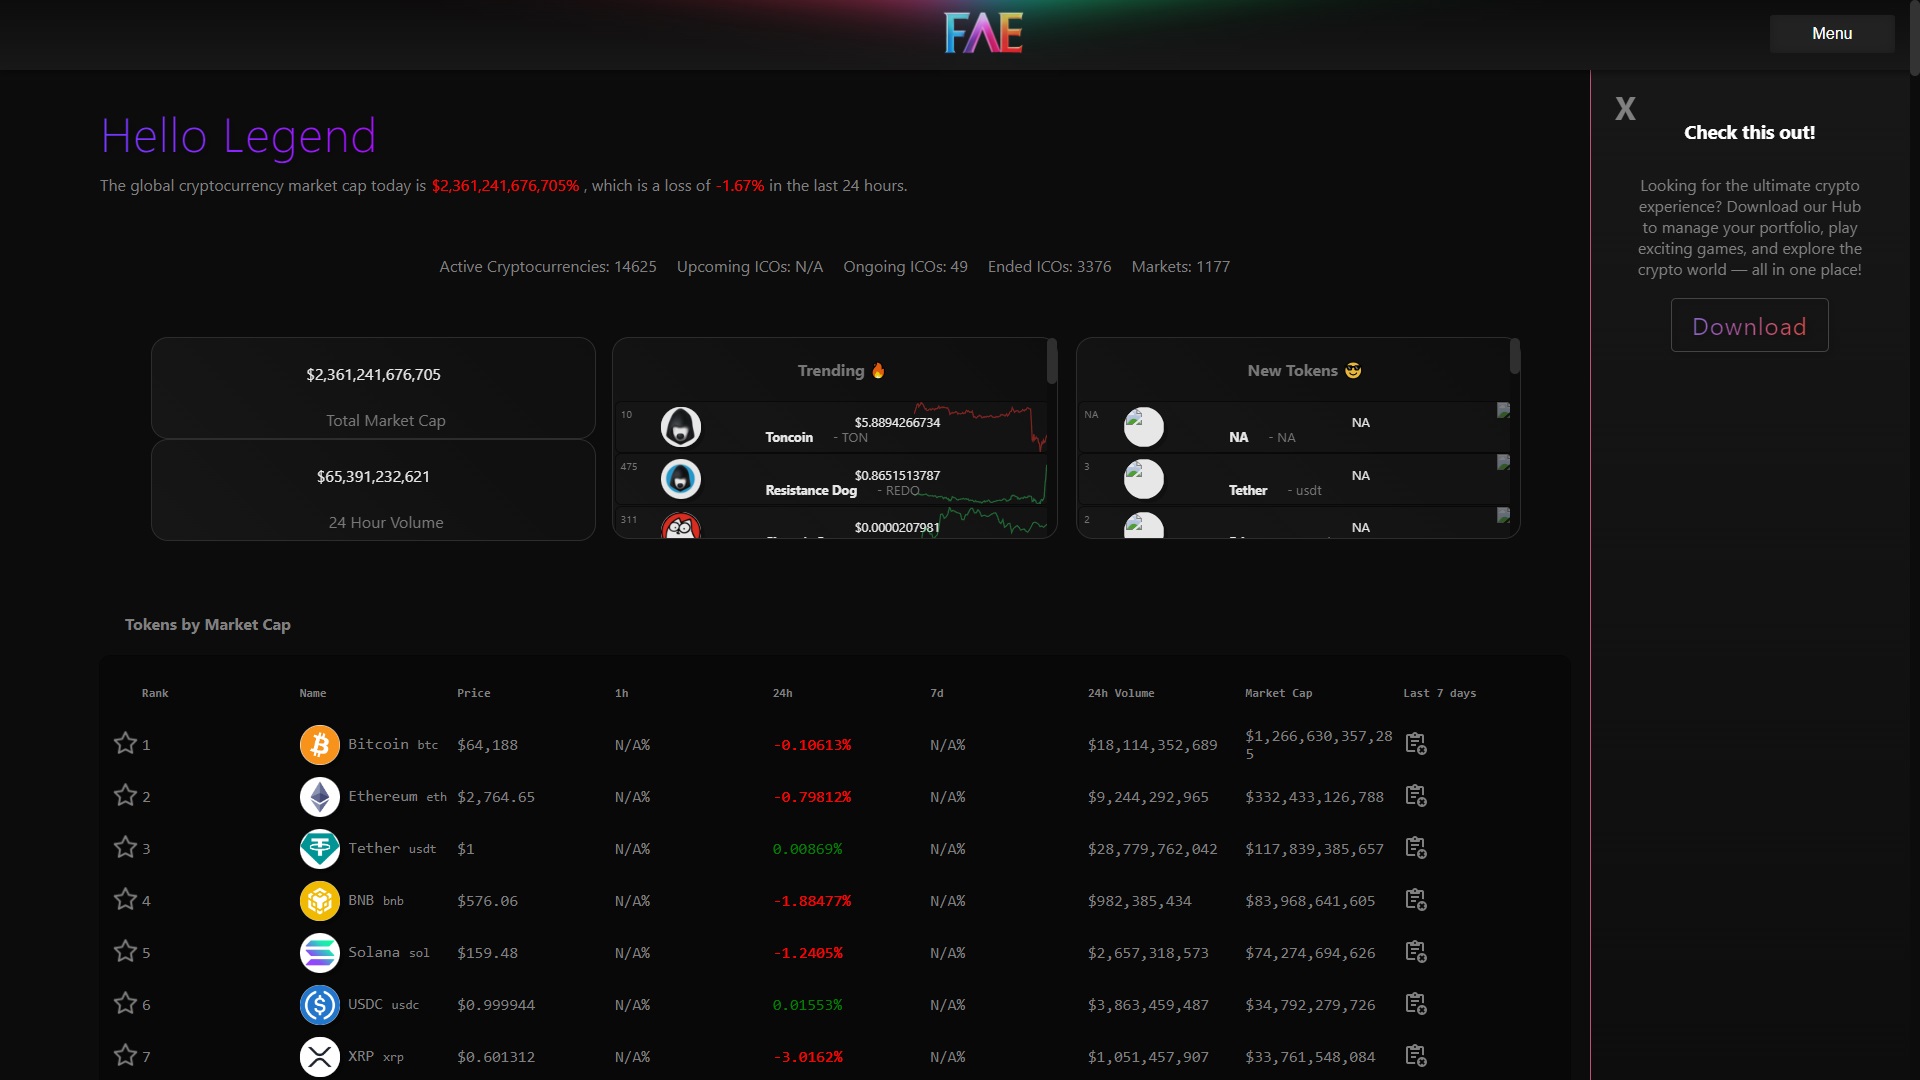 FAE
Menu
Hello Legend
The global cryptocurrency market cap today is $2,361,241,676,705% , which is a loss of -1.67% in the last 24 hours.
Active Cryptocurrencies: 14625 Upcoming ICOs: N/A Ongoing ICOs: 49 Ended ICOs: 3376 Markets: 1177
$2,361,241,676,705
Total Market Cap
$65,391,232,621
24 Hour Volume
Trending 🔥
10 Toncoin - TON $5.8894266734
475 Resistance Dog - REDO $0.8651513787
311 $0.0000207981
New Tokens 😎
NA NA - NA NA
3 Tether - usdt NA
2 NA
X
Check this out!
Looking for the ultimate crypto
experience? Download our Hub
to manage your portfolio, play
exciting games, and explore the
crypto world — all in one place!
Download
Tokens by Market Cap
Rank Name Price 1h 24h 7d 24h Volume Market Cap Last 7 days
1 Bitcoin btc $64,188 N/A% -0.10613% N/A% $18,114,352,689 $1,266,630,357,28
5
2 Ethereum eth $2,764.65 N/A% -0.79812% N/A% $9,244,292,965 $332,433,126,788
3 Tether usdt $1 N/A% 0.00869% N/A% $28,779,762,042 $117,839,385,657
4 BNB bnb $576.06 N/A% -1.88477% N/A% $982,385,434 $83,968,641,605
5 Solana sol $159.48 N/A% -1.2405% N/A% $2,657,318,573 $74,274,694,626
6 USDC usdc $0.999944 N/A% 0.01553% N/A% $3,863,459,487 $34,792,279,726
7 XRP xrp $0.601312 N/A% -3.0162% N/A% $1,051,457,907 $33,761,548,084